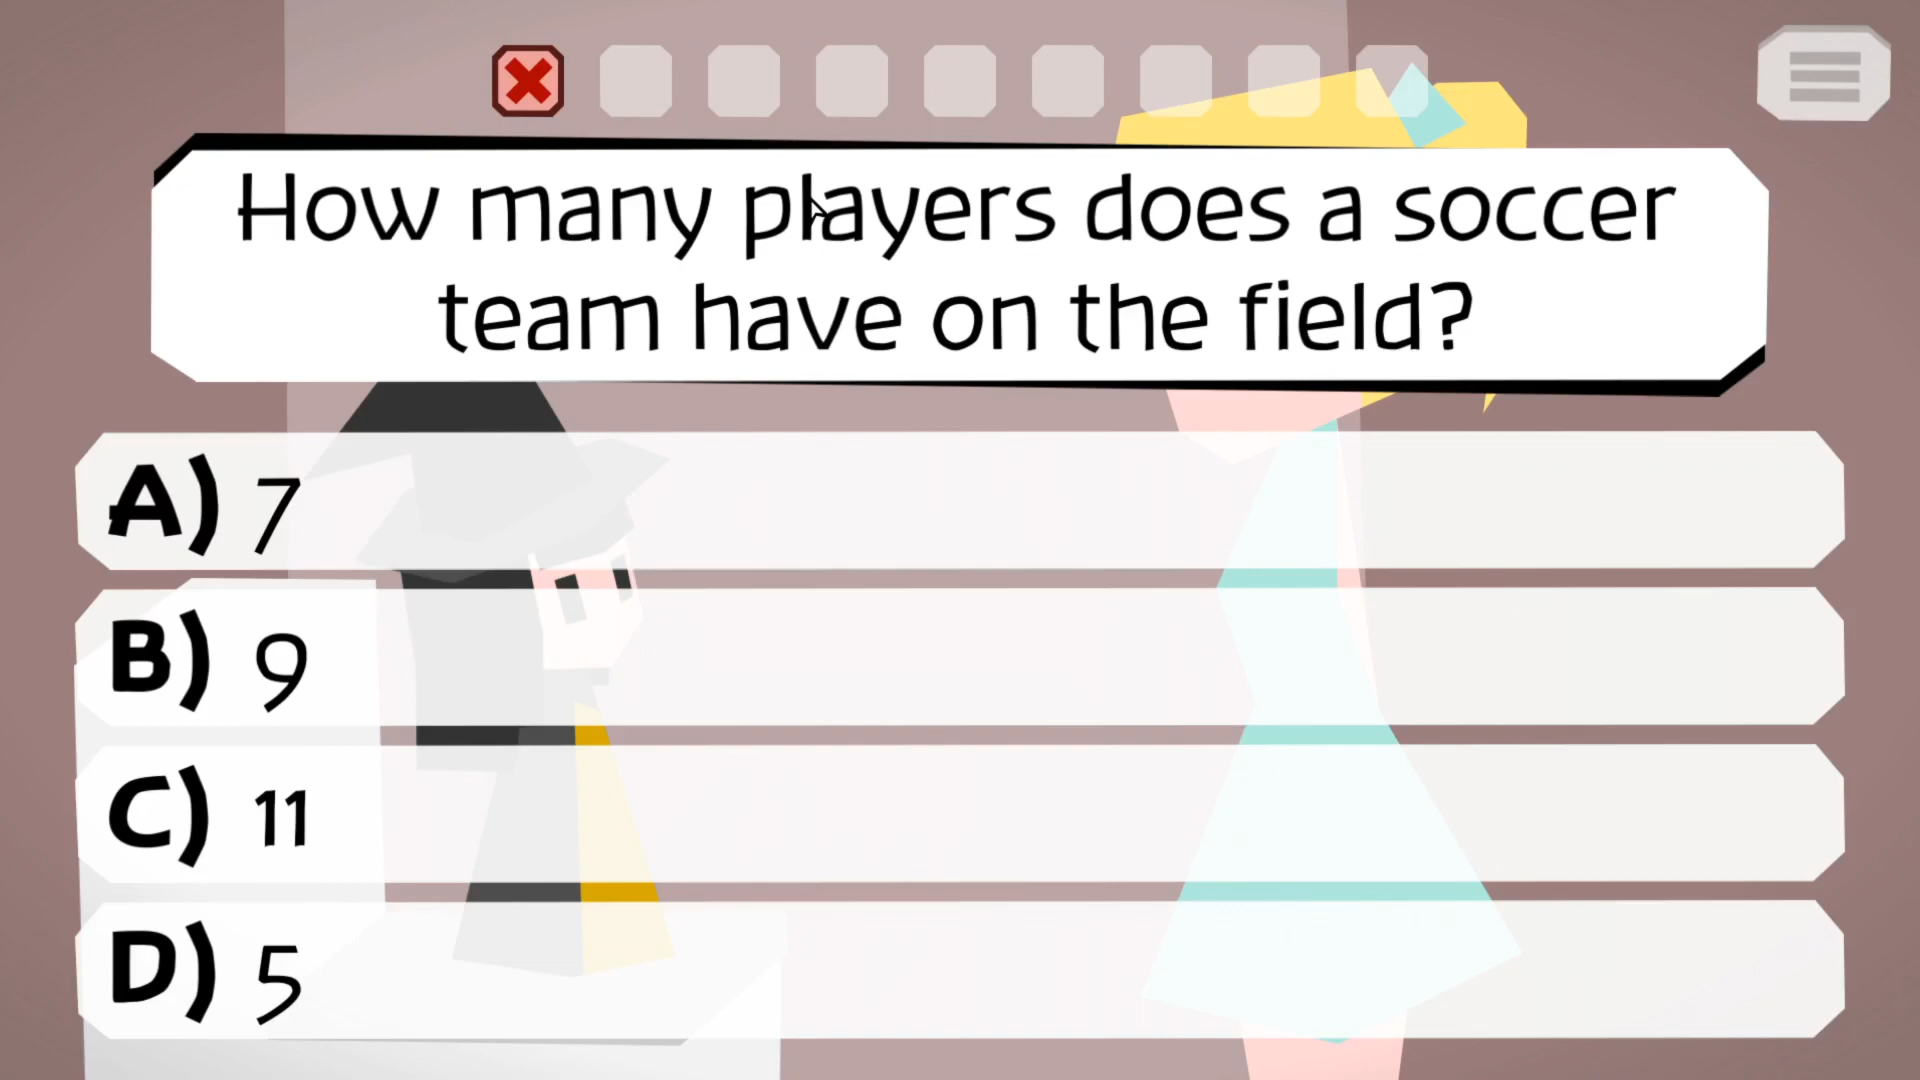 How many players does a soccer
team have on the field?
A) 7
B) 9
C) 11
D) 5